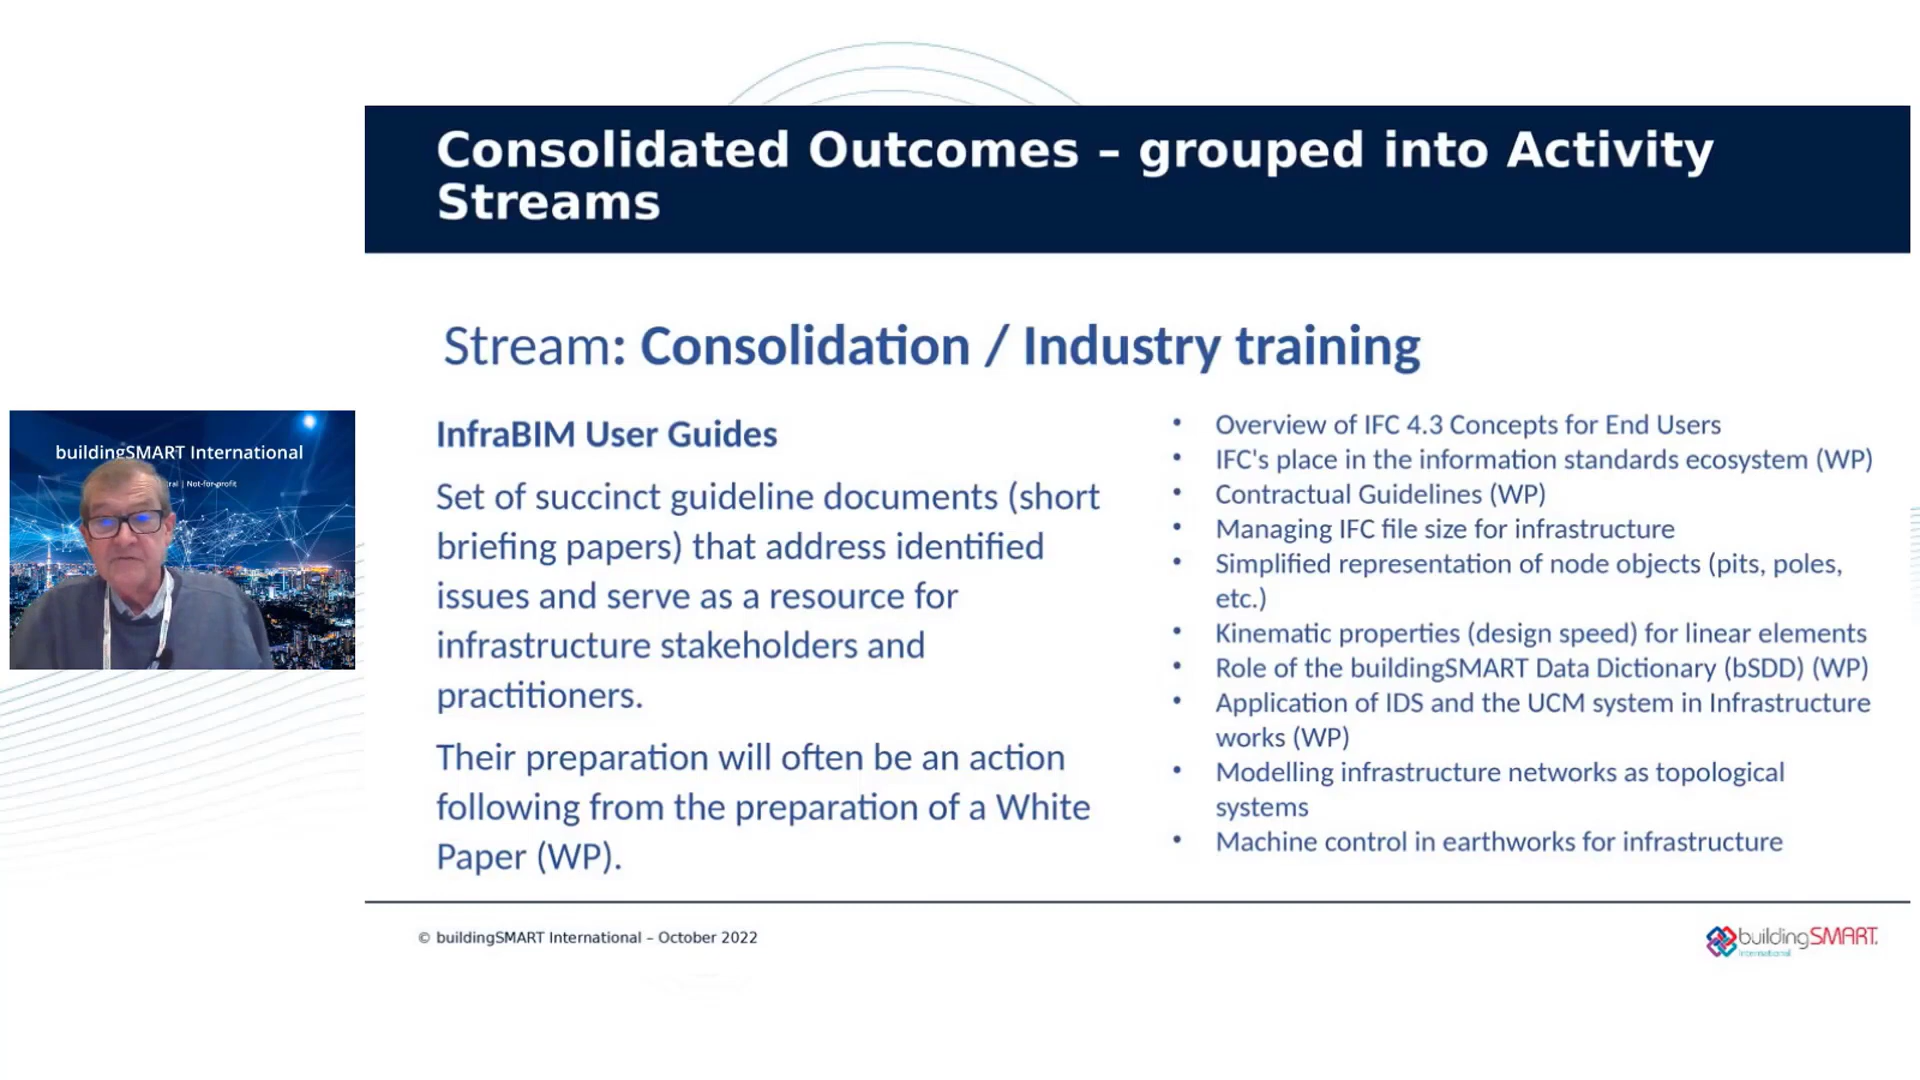 Consolidated Outcomes – grouped into Activity
Streams
Stream: Consolidation / Industry training
InfraBIM User Guides
Set of succinct guideline documents (short
briefing papers) that address identified
issues and serve as a resource for
infrastructure stakeholders and
practitioners.
Their preparation will often be an action
following from the preparation of a White
Paper (WP).
• Overview of IFC 4.3 Concepts for End Users
• IFC's place in the information standards ecosystem (WP)
• Contractual Guidelines (WP)
• Managing IFC file size for infrastructure
• Simplified representation of node objects (pits, poles,
etc.)
• Kinematic properties (design speed) for linear elements
• Role of the buildingSMART Data Dictionary (bSDD) (WP)
• Application of IDS and the UCM system in Infrastructure
works (WP)
• Modelling infrastructure networks as topological
systems
• Machine control in earthworks for infrastructure
buildingSMART International
ral | Not-for-profit
© buildingSMART International – October 2022
buildingSMART.
International